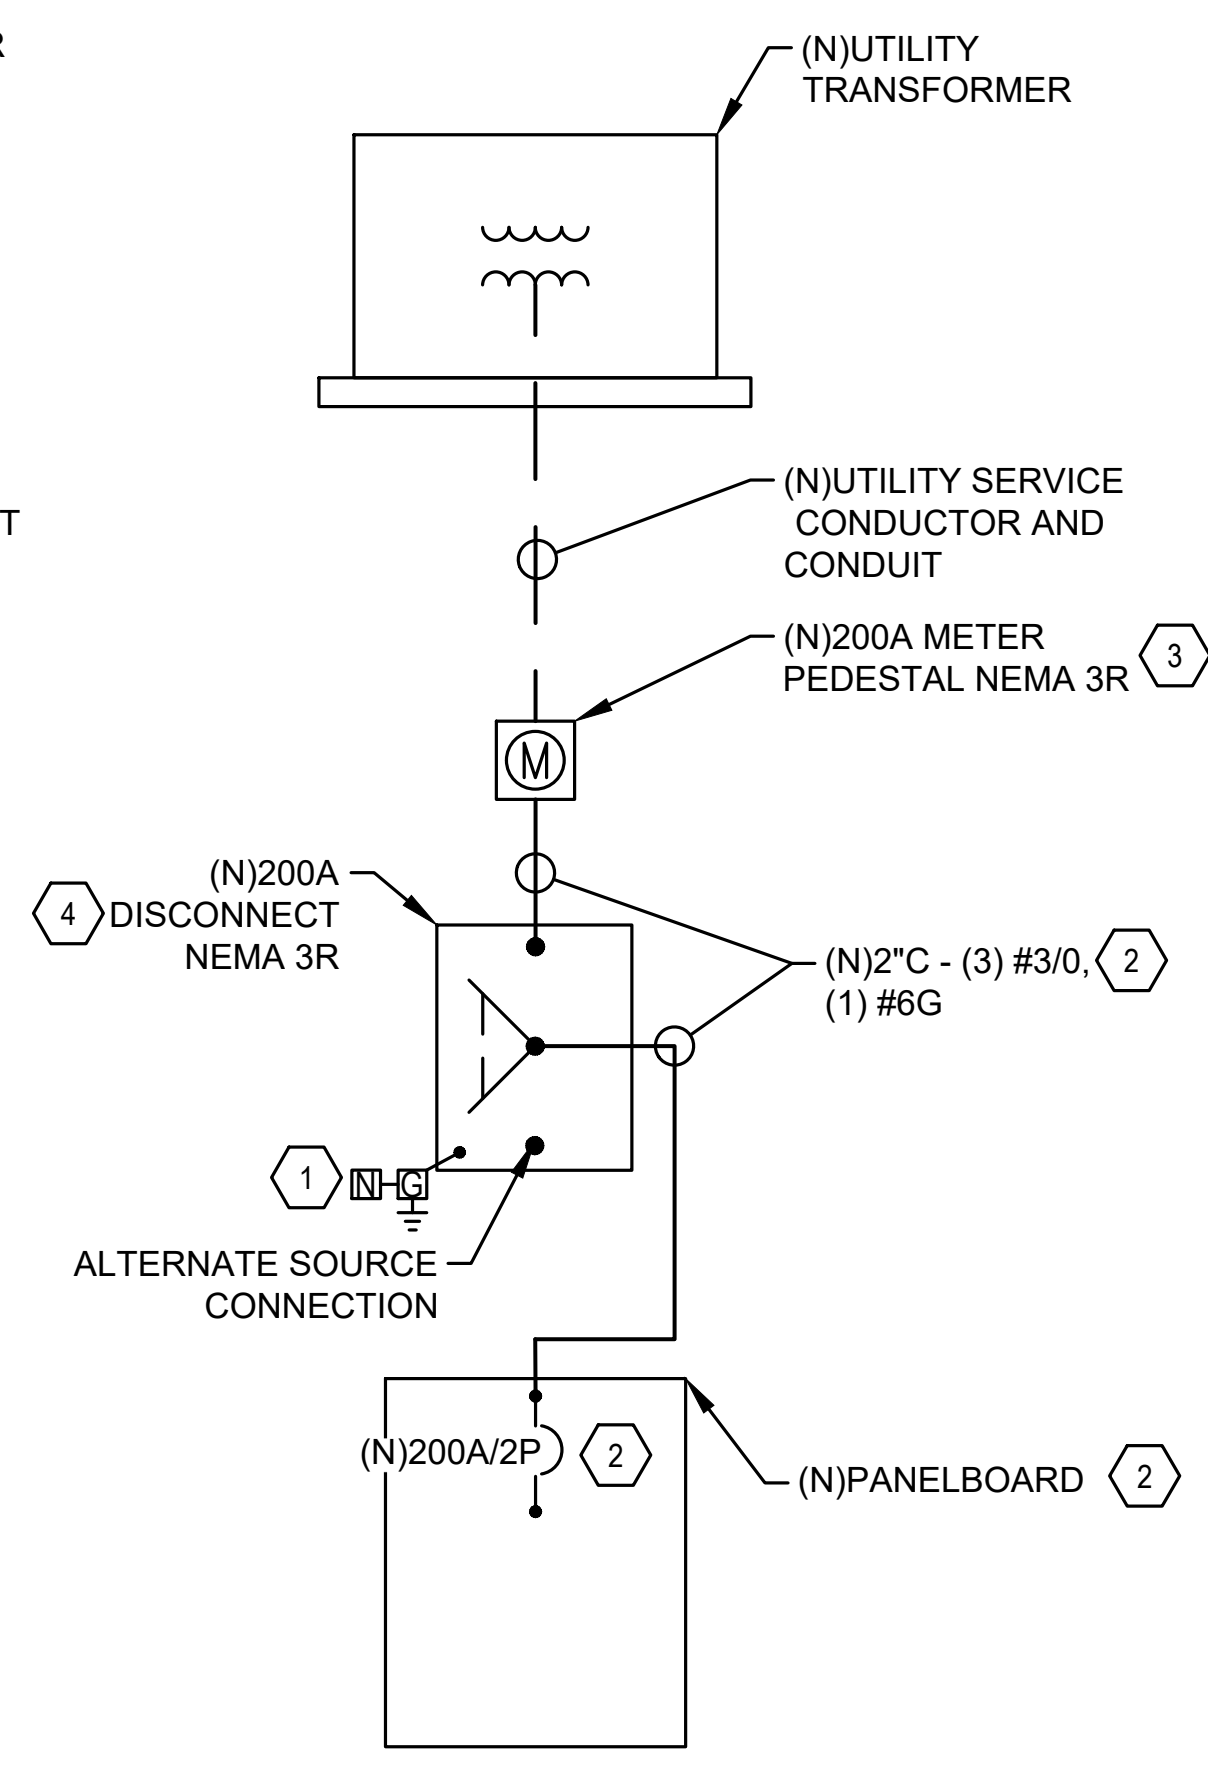 R
(N)UTILITY
TRANSFORMER
(N)UTILITY SERVICE
CONDUCTOR AND
CONDUIT
T
(N)200A METER
PEDESTAL NEMA 3R
3
M
(N)200A
DISCONNECT
NEMA 3R
4
(N)2"C - (3) #3/0,
(1) #6G
2
1
N
G
ALTERNATE SOURCE
CONNECTION
(N)200A/2P
2
(N)PANELBOARD
2